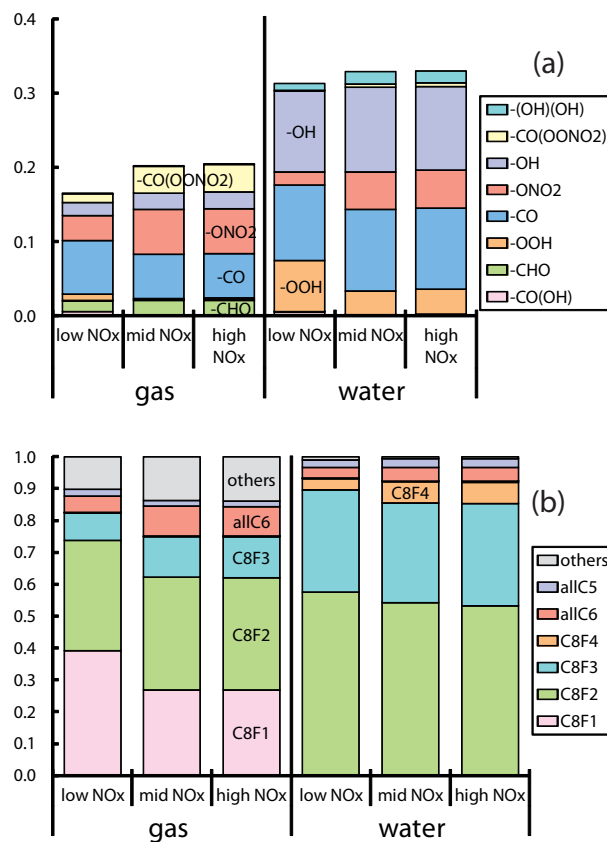 0.4
(a)
0.3
0.2
0.1
0.0
-(OH)(OH)
-CO(OONO2)
-OH
-ONO2
-CO
-OOH
-CHO
-CO(OH)
-CO(OONO2)
-ONO2
-CO
-CHO
-OH
-OOH
low NOx mid NOx high NOx low NOx mid NOx high NOx
gas water
1.0
0.9
0.8
0.7
0.6
0.5
0.4
0.3
0.2
0.1
0.0
(b)
others
allC6
C8F3
C8F2
C8F1
C8F4
others
allC5
allC6
C8F4
C8F3
C8F2
C8F1
low NOx mid NOx high NOx low NOx mid NOx high NOx
gas water